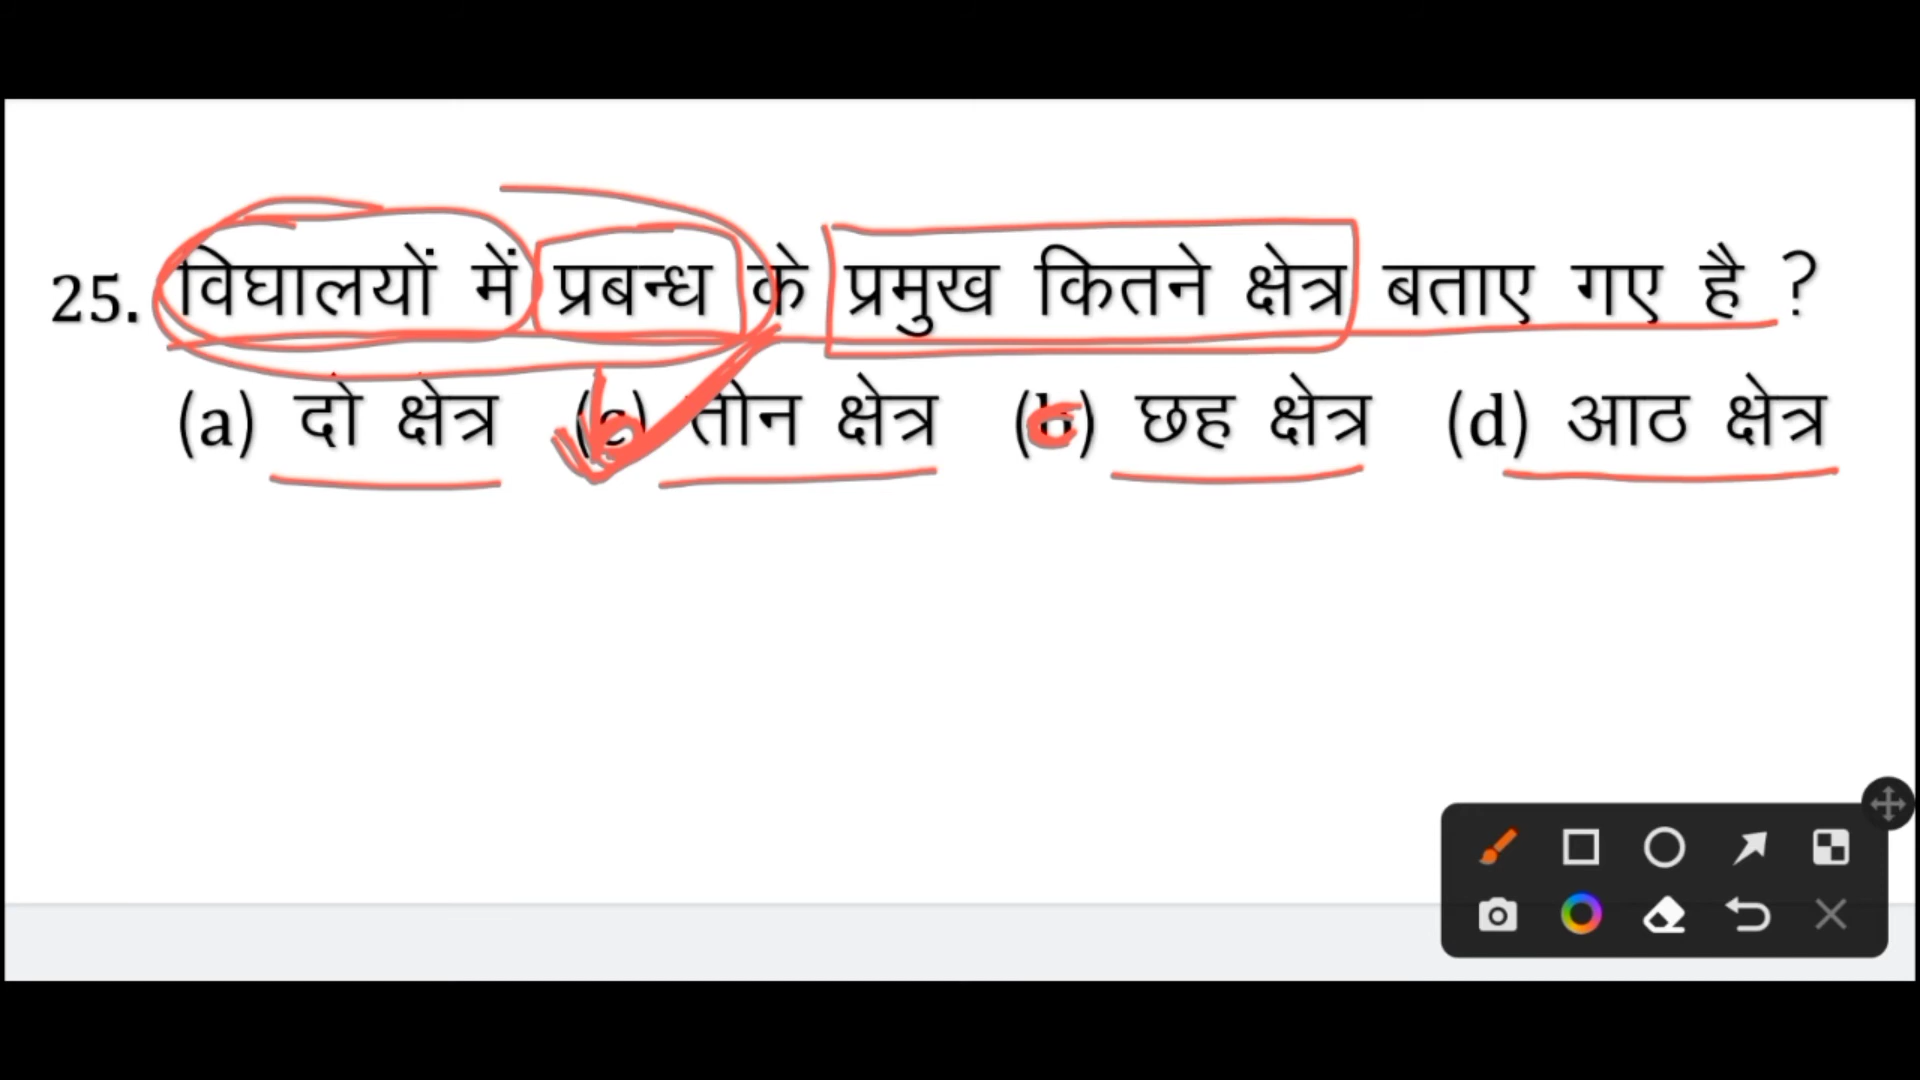 25. विघालयों में प्रबन्ध के प्रमुख कितने क्षेत्र बताए गए है ?
(a) दो क्षेत्र (c) तीन क्षेत्र (b) छह क्षेत्र (d) आठ क्षेत्र